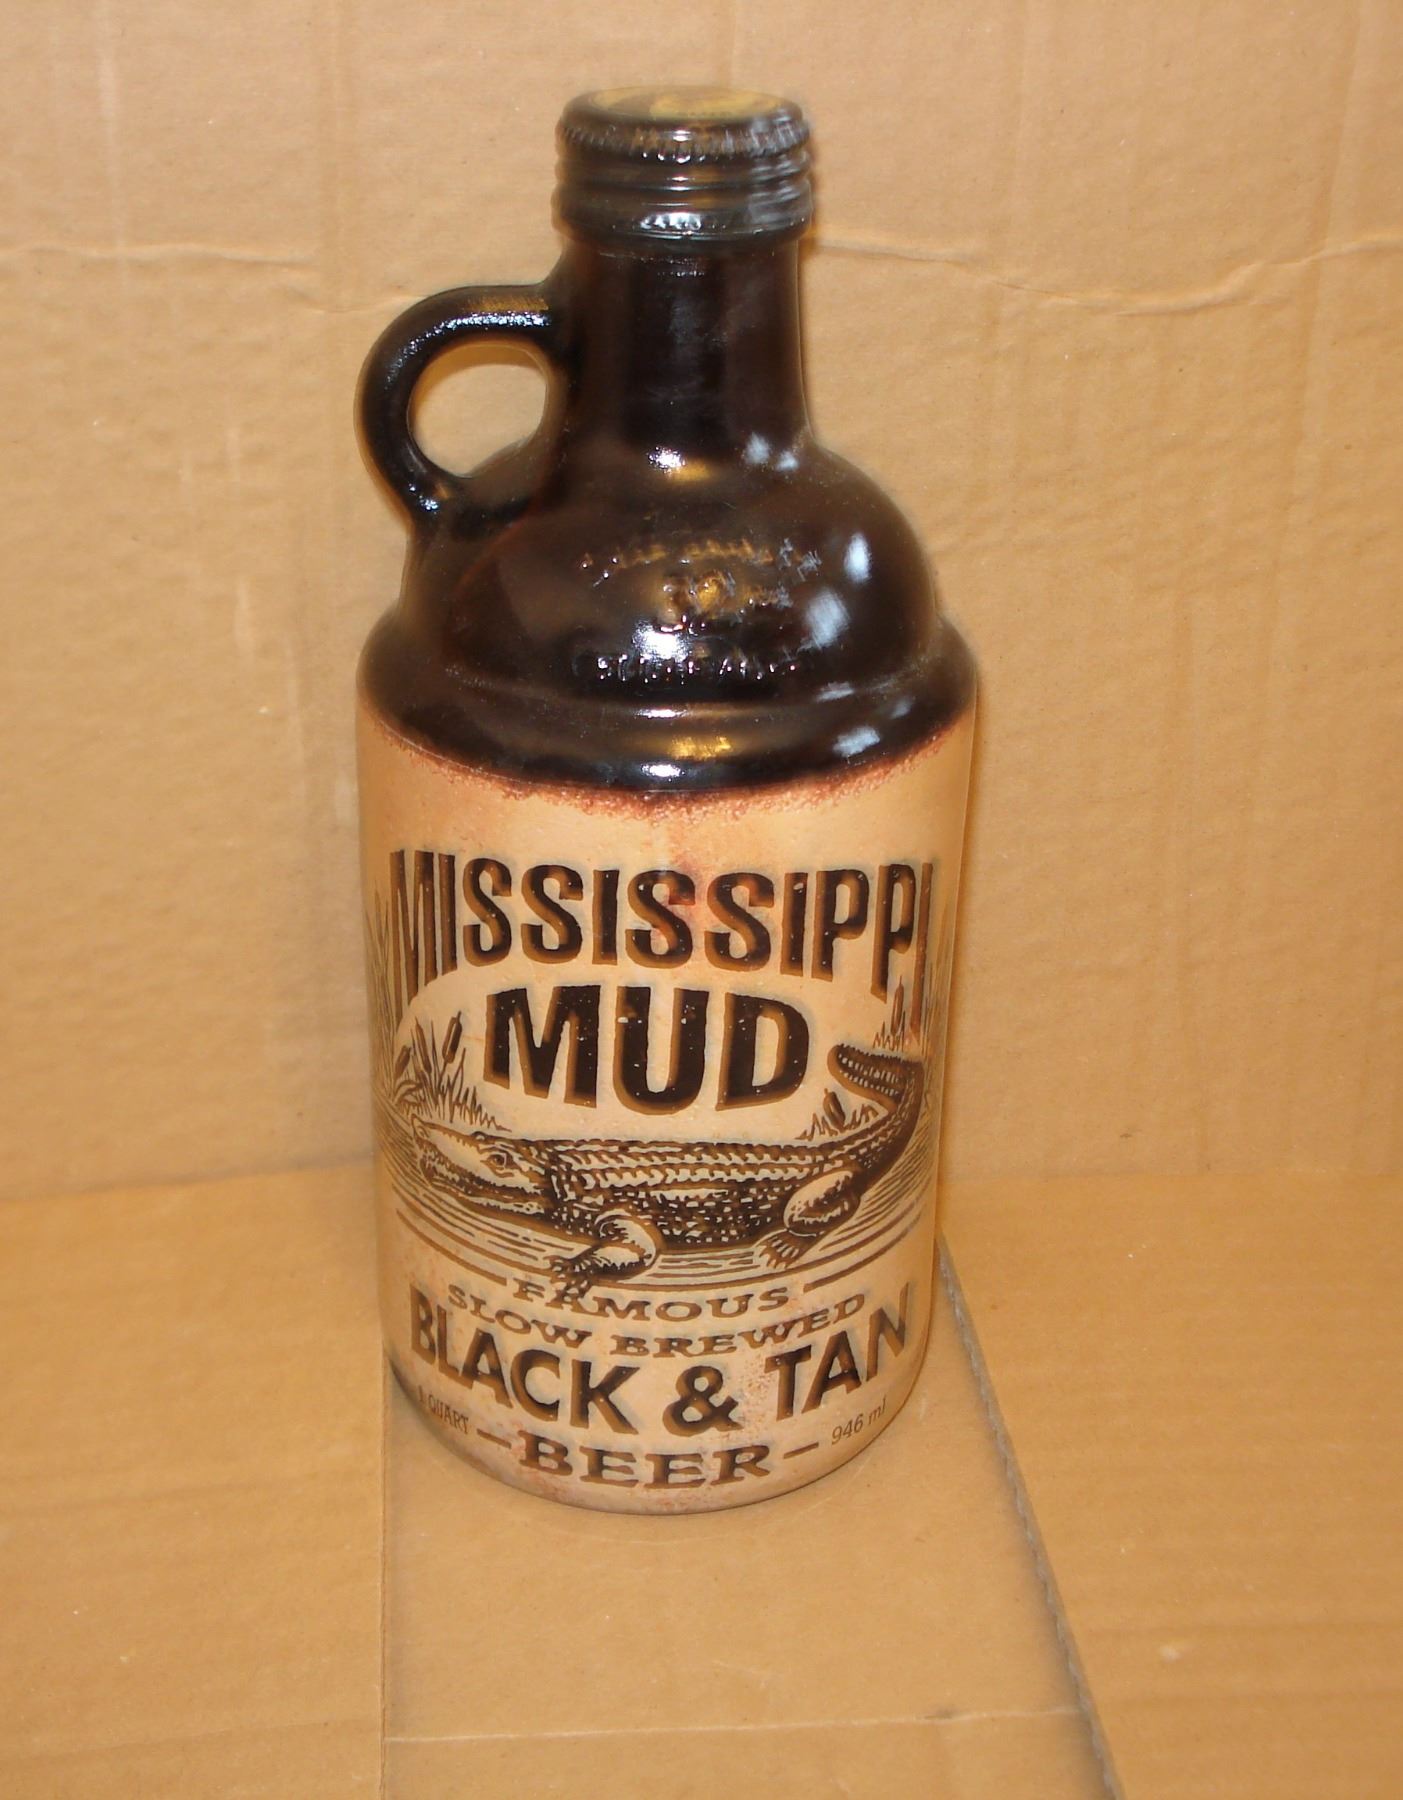 MISSISSIPPI
MUD
FAMOUS
SLOW BREWED
BLACK & TAN
1 QUART
BEER
946 ml